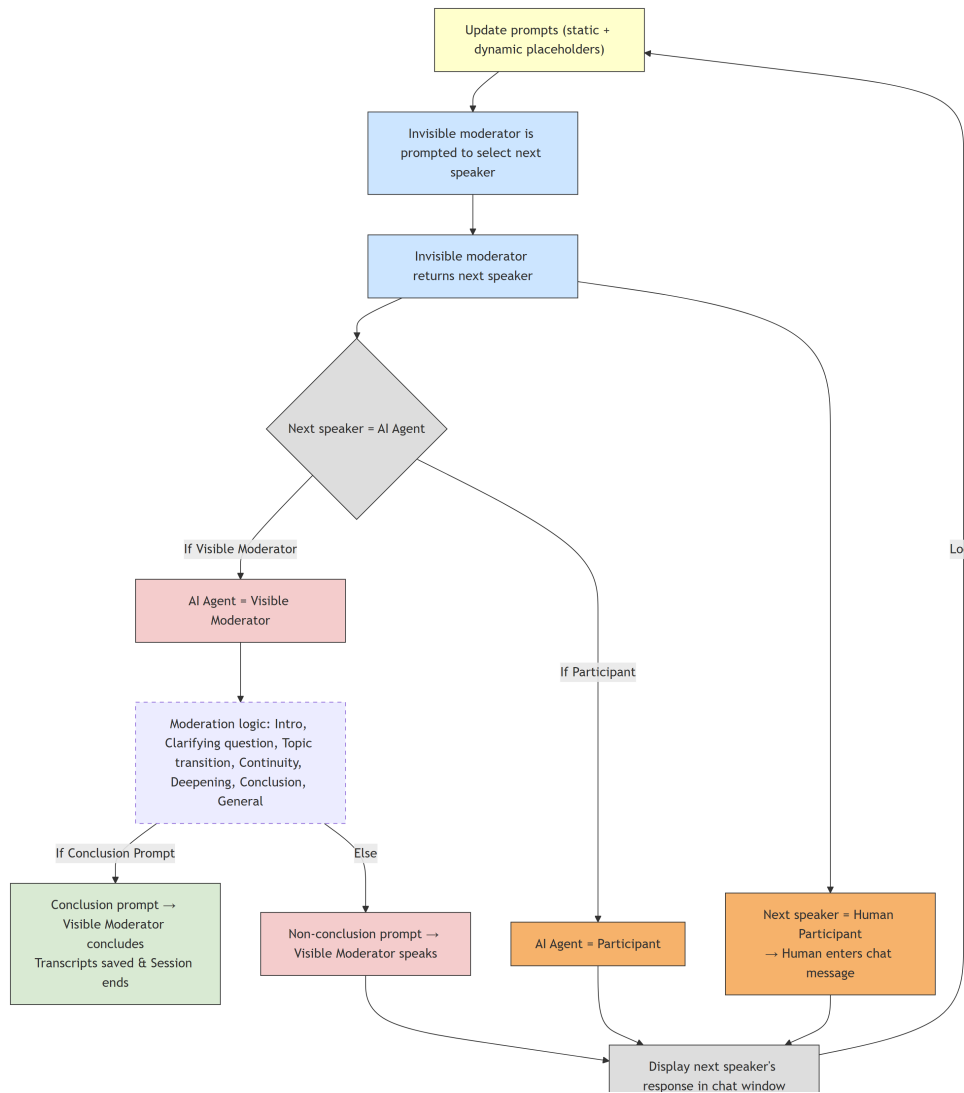 Update prompts (static +
dynamic placeholders)
Invisible moderator is
prompted to select next
speaker
Invisible moderator
returns next speaker
Next speaker = AI Agent
If Visible Moderator
Lo
AI Agent = Visible
Moderator
If Participant
Moderation logic: Intro,
Clarifying question, Topic
transition, Continuity,
Deepening, Conclusion,
General
If Conclusion Prompt
Else
Conclusion prompt →
Visible Moderator
concludes
Transcripts saved & Session
ends
Non-conclusion prompt →
Visible Moderator speaks
AI Agent = Participant
Next speaker = Human
Participant
→ Human enters chat
message
Display next speaker's
response in chat window